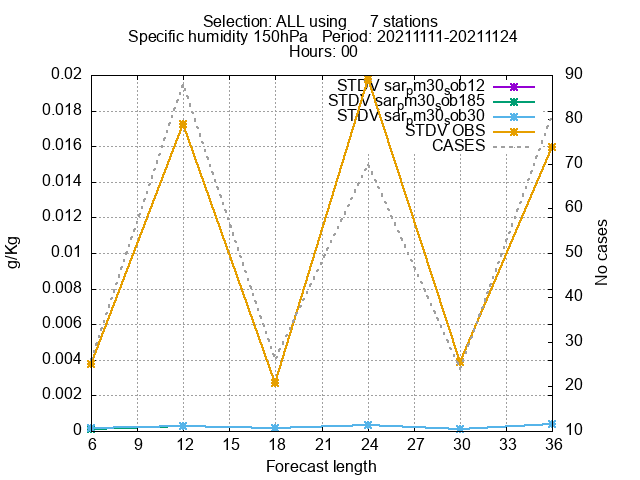 Selection: ALL using 7 stations
Specific humidity 150hPa Period: 20211111-20211124
Hours: 00
STDV sar_pm30_sob12
STDV sar_pm30_sob185
STDV sar_pm30_sob30
STDV OBS
CASES
0.02
0.018
0.016
0.014
0.012
0.01
0.008
0.006
0.004
0.002
0
g/Kg
90
80
70
60
50
40
30
20
10
No cases
6 9 12 15 18 21 24 27 30 33 36
Forecast length